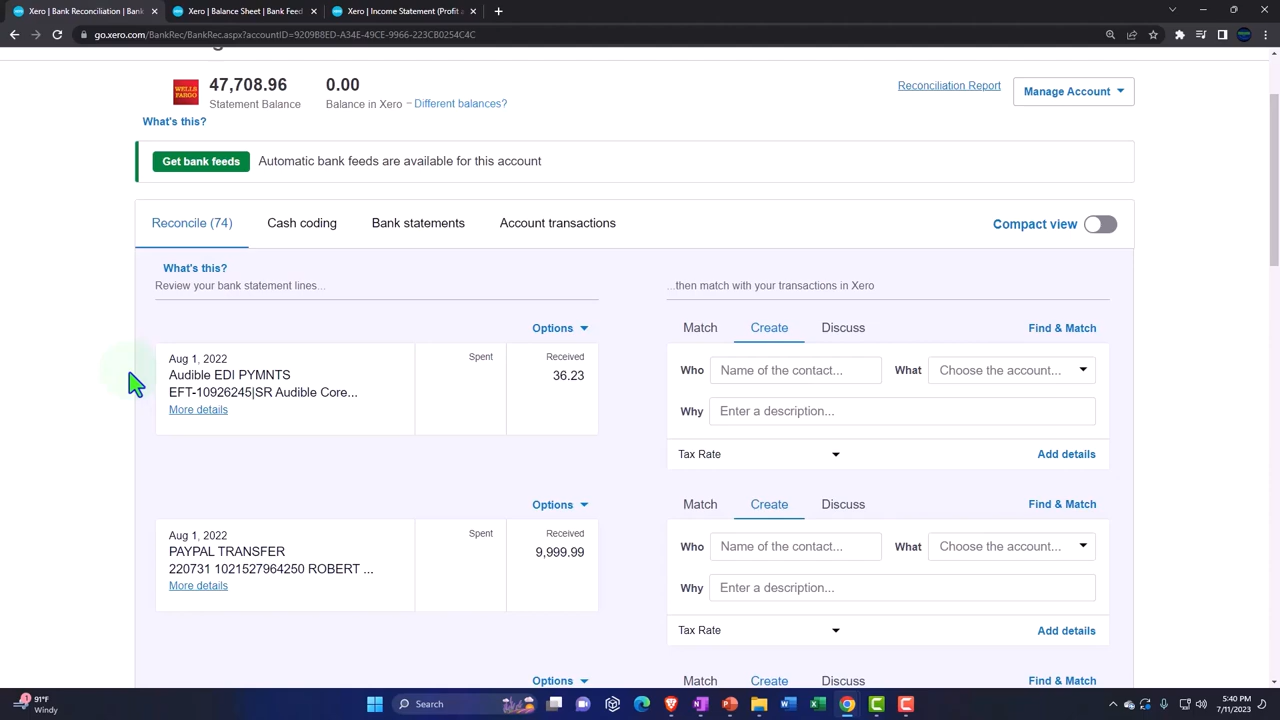 Xero | Bank Reconciliation | Bank
Xero | Bank Statements | Bank Feed
Xero | Income Statement (Profit a
go.xero.com/BankRec/BankRec.aspx?accountID=9209B8ED-A34E-49CE-9966-223CB0254C4C
WELLS FARGO
47,708.96
0.00
Statement Balance
Balance in Xero – Different balances?
What's this?
Reconciliation Report
Manage Account
Get bank feeds
Automatic bank feeds are available for this account
Reconcile (74)
Cash coding
Bank statements
Account transactions
Compact view
What's this?
Review your bank statement lines...
...then match with your transactions in Xero
Options
Match
Create
Discuss
Find & Match
Aug 1, 2022
Audible EDI PYMNTS
EFT-10926245|SR Audible Core...
More details
Spent
Received
36.23
Who
Name of the contact...
What
Choose the account...
Why
Enter a description...
Tax Rate
Add details
Options
Match
Create
Discuss
Find & Match
Aug 1, 2022
PAYPAL TRANSFER
220731 1021527964250 ROBERT ...
More details
Spent
Received
9,999.99
Who
Name of the contact...
What
Choose the account...
Why
Enter a description...
Tax Rate
Add details
Options
Match
Create
Discuss
Find & Match
91°F
Windy
Search
5:40 PM
7/11/2023